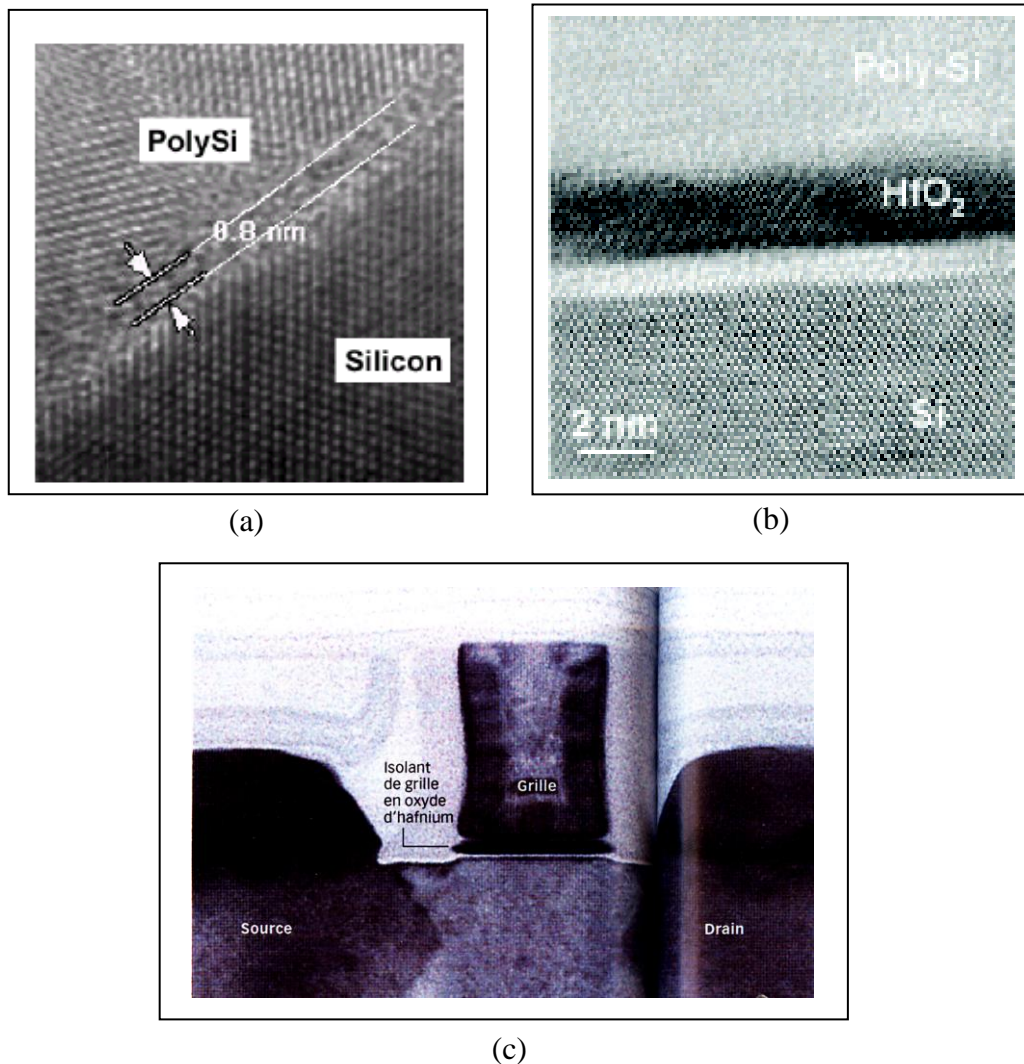 PolySi
0.8 nm
Silicon
(a)
Poly-Si
HfO₂
Si
2 nm
(b)
Isolant
de grille
en oxyde
d'hafnium
Grille
Source
Drain
(c)